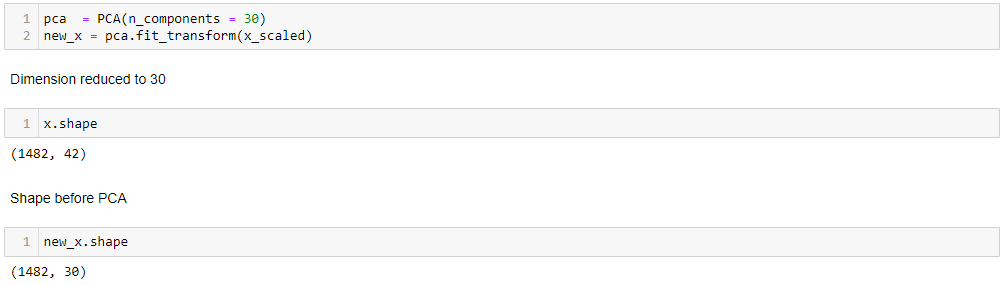 1 pca  = PCA(n_components = 30)
2 new_x = pca.fit_transform(x_scaled)
Dimension reduced to 30
1 x.shape
(1482, 42)
Shape before PCA
1 new_x.shape
(1482, 30)